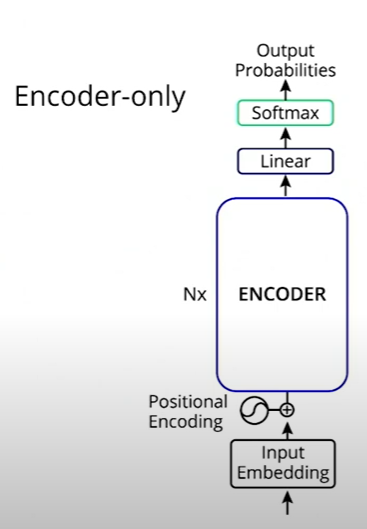 Output
Probabilities
Encoder-only
Softmax
Linear
Nx
ENCODER
Positional
Encoding
Input
Embedding